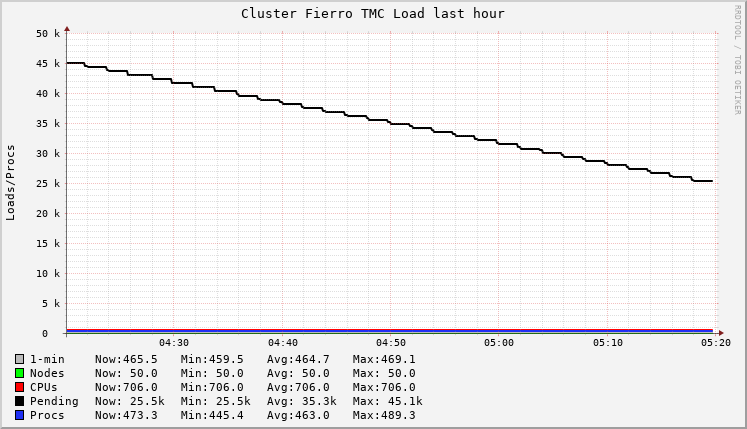 Cluster Fierro TMC Load last hour
RRDTOOL / TOBI OETIKER
Loads/Procs
50 k
45 k
40 k
35 k
30 k
25 k
20 k
15 k
10 k
5 k
0
04:30 04:40 04:50 05:00 05:10 05:20
1-min Now:465.5 Min:459.5 Avg:464.7 Max:469.1
Nodes Now: 50.0 Min: 50.0 Avg: 50.0 Max: 50.0
CPUs Now:706.0 Min:706.0 Avg:706.0 Max:706.0
Pending Now: 25.5k Min: 25.5k Avg: 35.3k Max: 45.1k
Procs Now:473.3 Min:445.4 Avg:463.0 Max:489.3